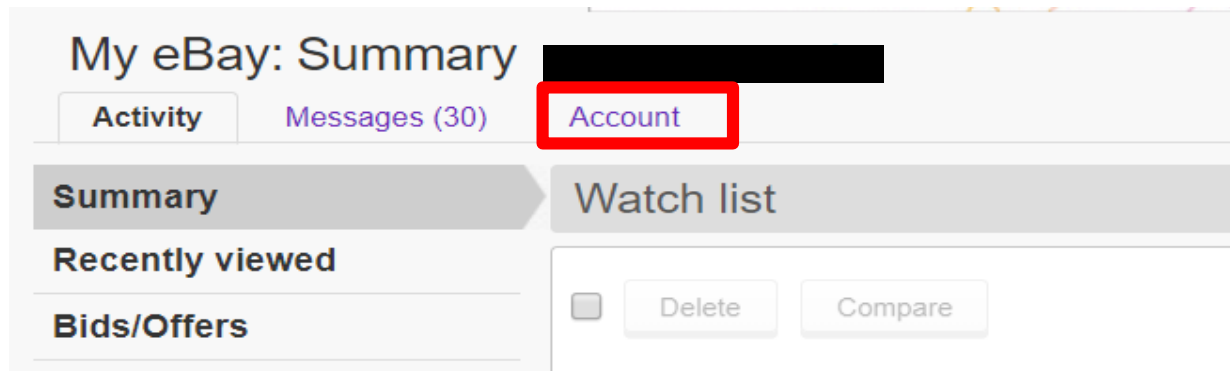 My eBay: Summary
Activity Messages (30) Account
Summary
Watch list
Recently viewed
Delete Compare
Bids/Offers